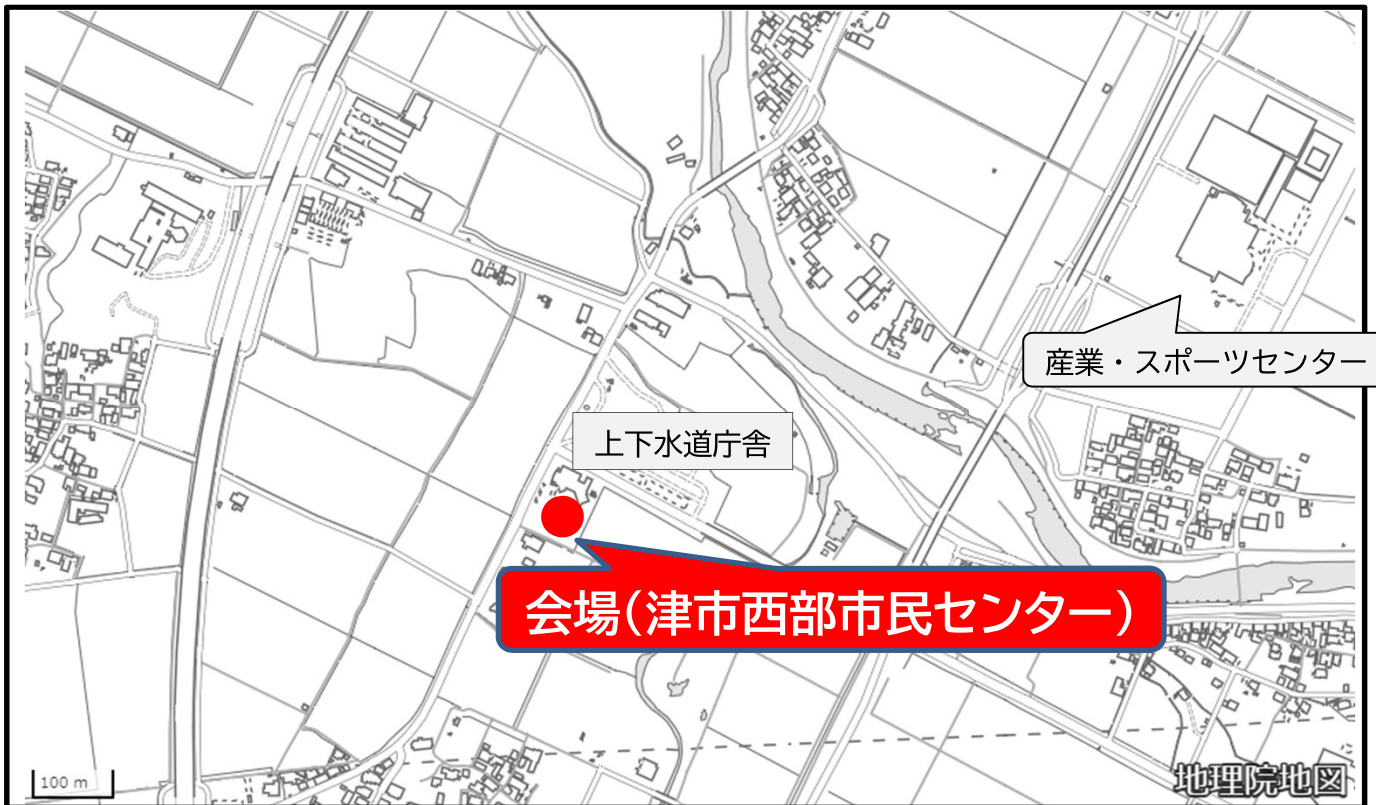 産業・スポーツセンター
上下水道庁舎
会場(津市西部市民センター)
100 m
地理院地図